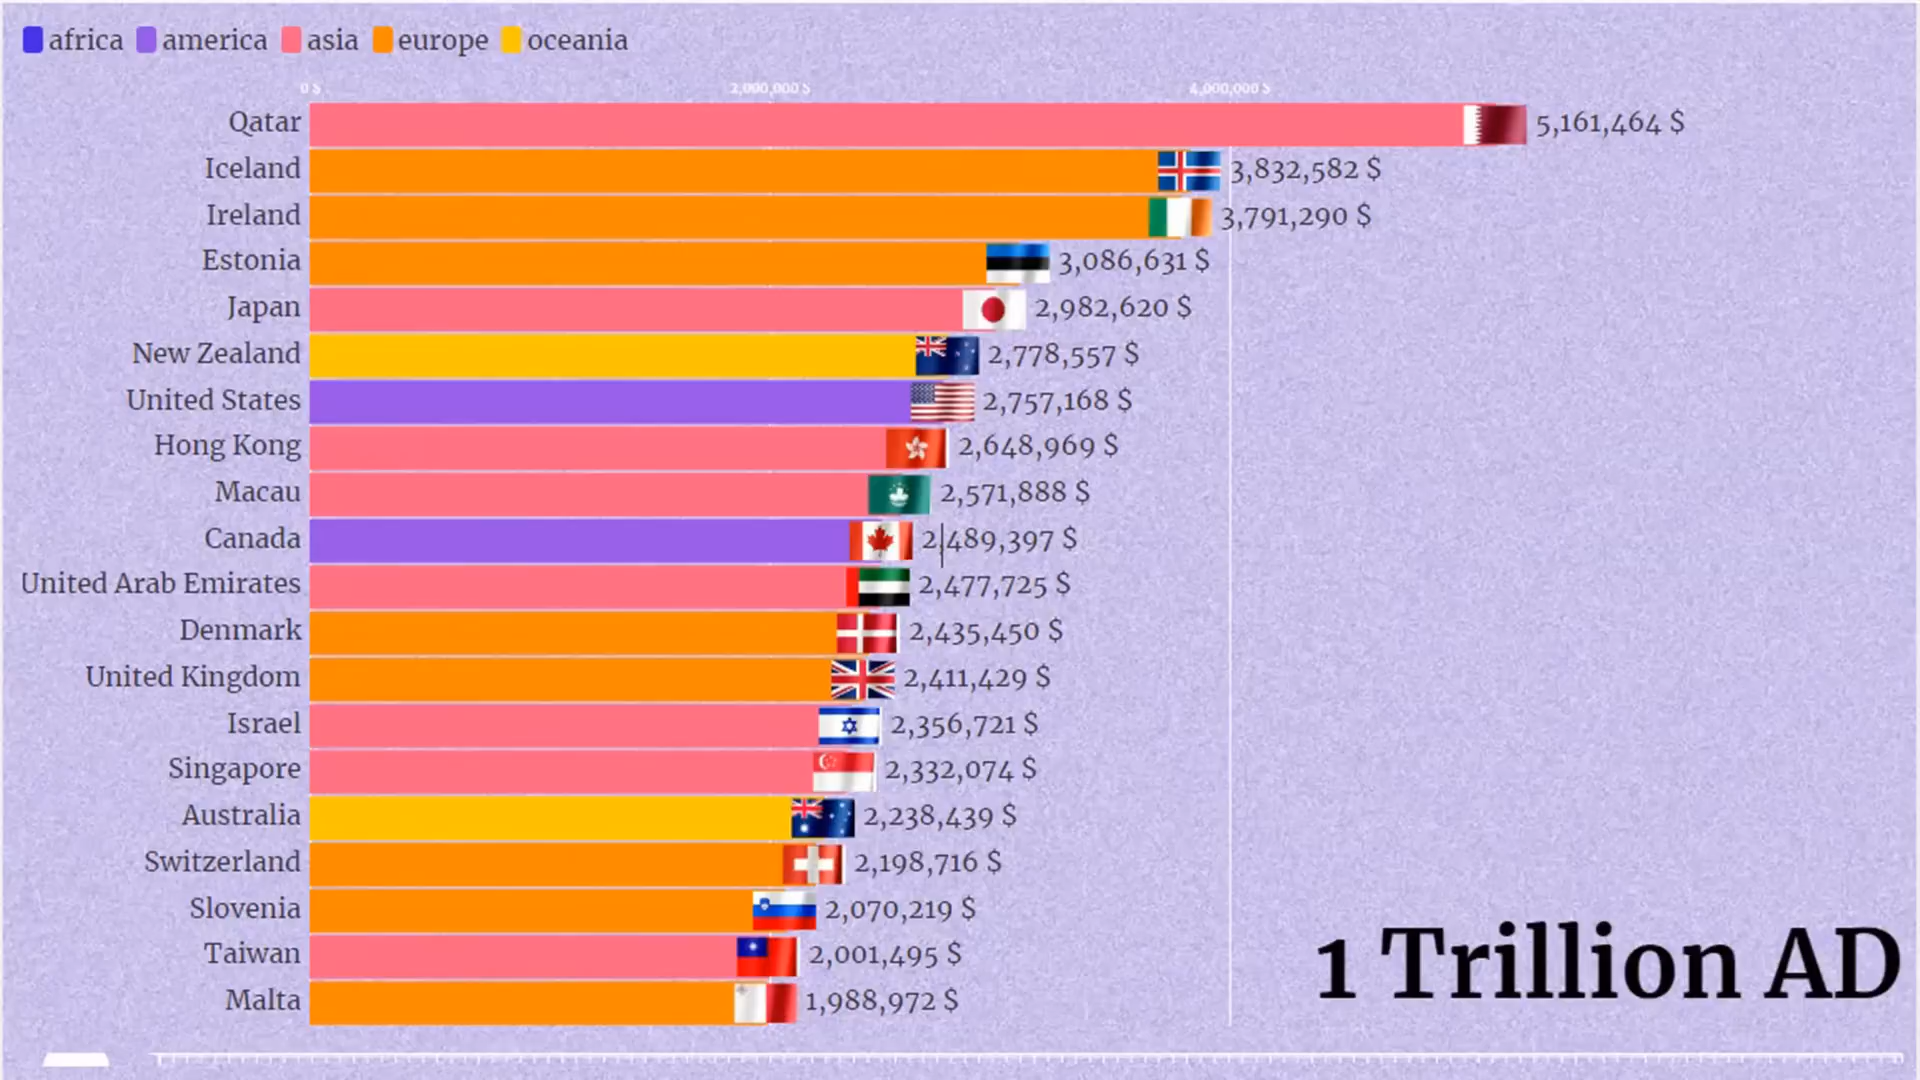 africa america asia europe oceania
0 $ 2,000,000 $ 4,000,000 $
Qatar 5,161,464 $
Iceland 3,832,582 $
Ireland 3,791,290 $
Estonia 3,086,631 $
Japan 2,982,620 $
New Zealand 2,778,557 $
United States 2,757,168 $
Hong Kong 2,648,969 $
Macau 2,571,888 $
Canada 2,489,397 $
United Arab Emirates 2,477,725 $
Denmark 2,435,450 $
United Kingdom 2,411,429 $
Israel 2,356,721 $
Singapore 2,332,074 $
Australia 2,238,439 $
Switzerland 2,198,716 $
Slovenia 2,070,219 $
Taiwan 2,001,495 $
Malta 1,988,972 $
1 Trillion AD